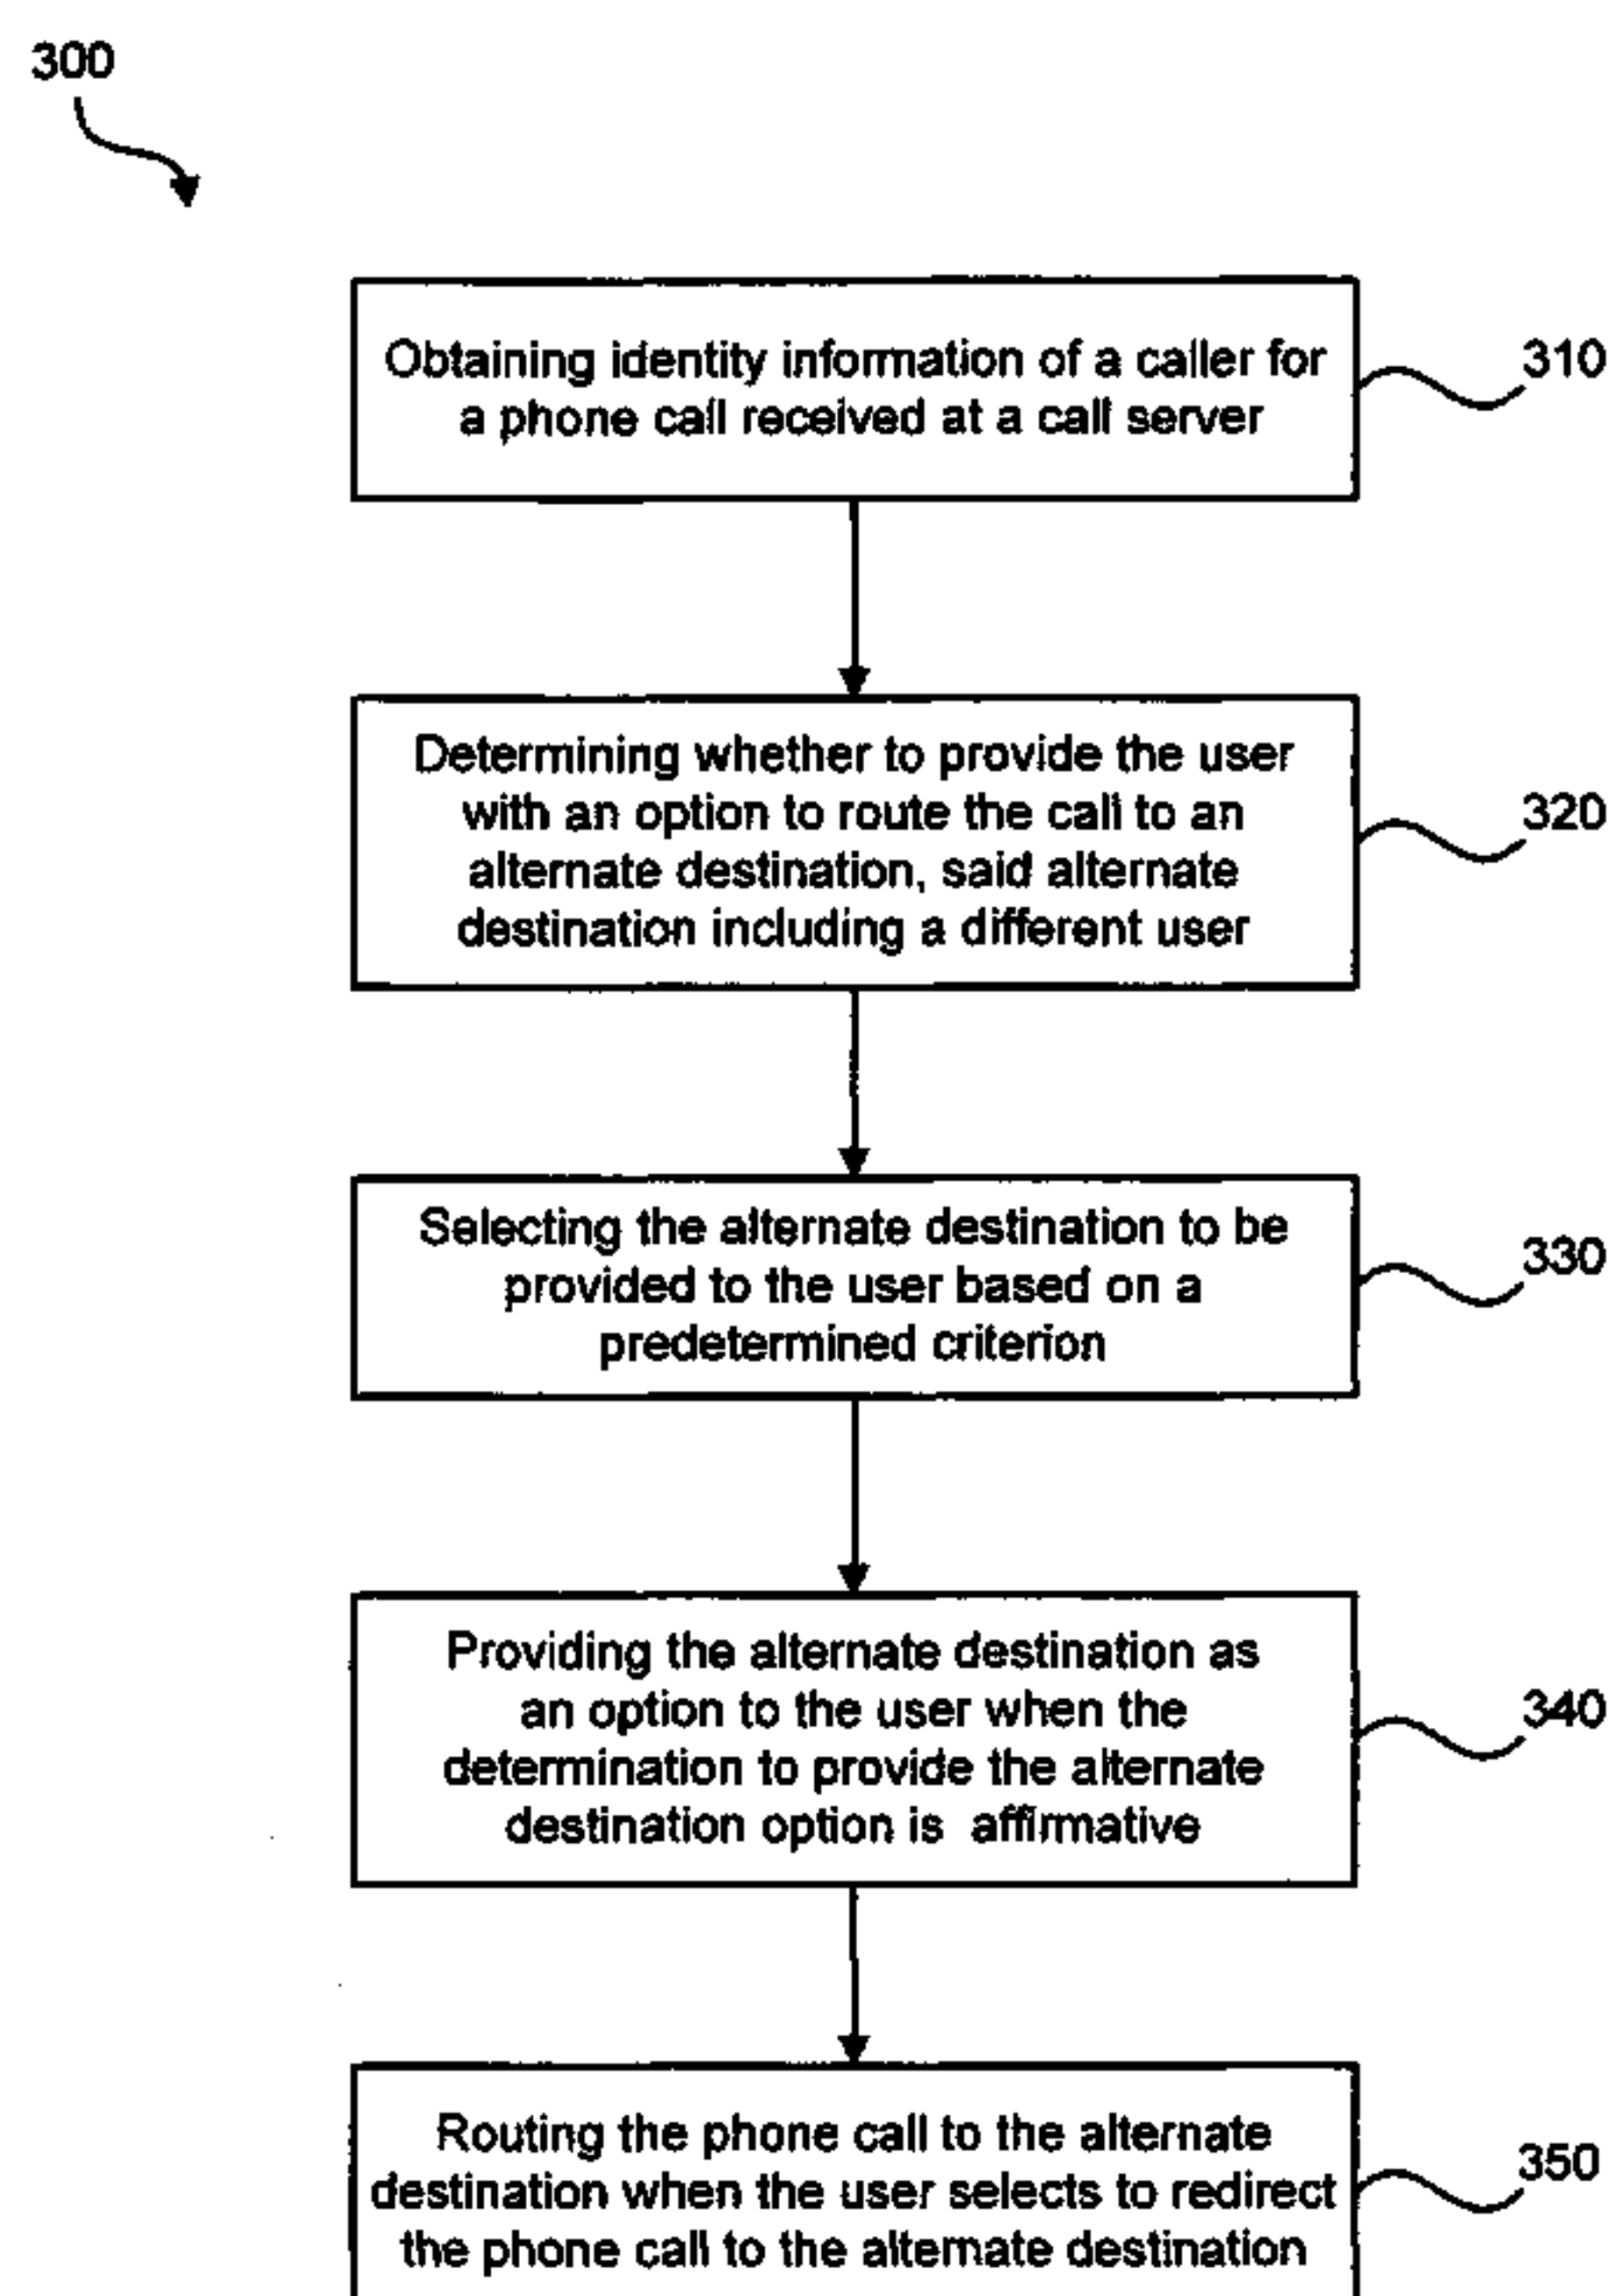 300
Obtaining identity information of a caller for
a phone call received at a call server
310
Determining whether to provide the user
with an option to route the call to an
alternate destination, said alternate
destination including a different user
320
Selecting the alternate destination to be
provided to the user based on a
predetermined criterion
330
Providing the alternate destination as
an option to the user when the
determination to provide the alternate
destination option is affirmative
340
Routing the phone call to the alternate
destination when the user selects to redirect
the phone call to the alternate destination
350